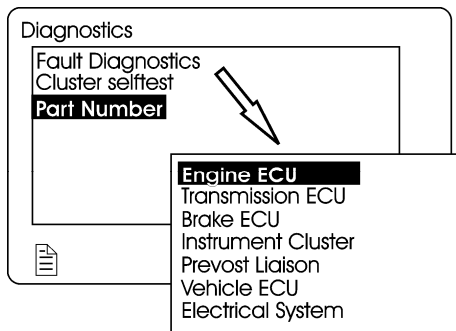 Diagnostics
Fault Diagnostics
Cluster selftest
Part Number
Engine ECU
Transmission ECU
Brake ECU
Instrument Cluster
Prevost Liaison
Vehicle ECU
Electrical System